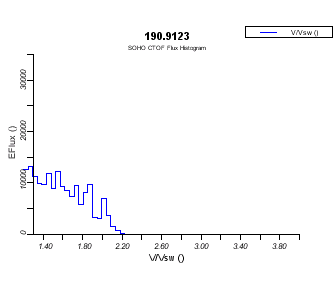 190.9123
V/Vsw ()
SOHO CTOF Flux Histogram
EFlux ()
30000
20000
10000
0
1.40 1.80 2.20 2.60 3.00 3.40 3.80
V/Vsw ()